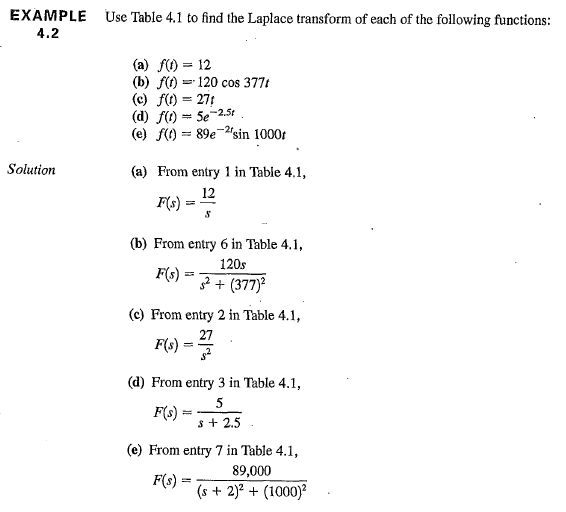 EXAMPLE 4.2 Use Table 4.1 to find the Laplace transform of each of the following functions:
(a) f(t) = 12
(b) f(t) = 120 cos 377t
(c) f(t) = 27t
(d) f(t) = 5e^{-2.5t}
(e) f(t) = 89e^{-2t} sin 1000t
Solution (a) From entry 1 in Table 4.1,
F(s) = 12/s
(b) From entry 6 in Table 4.1,
F(s) = 120s/(s² + (377)²)
(c) From entry 2 in Table 4.1,
F(s) = 27/s²
(d) From entry 3 in Table 4.1,
F(s) = 5/(s + 2.5)
(e) From entry 7 in Table 4.1,
F(s) = 89,000/((s + 2)² + (1000)²)